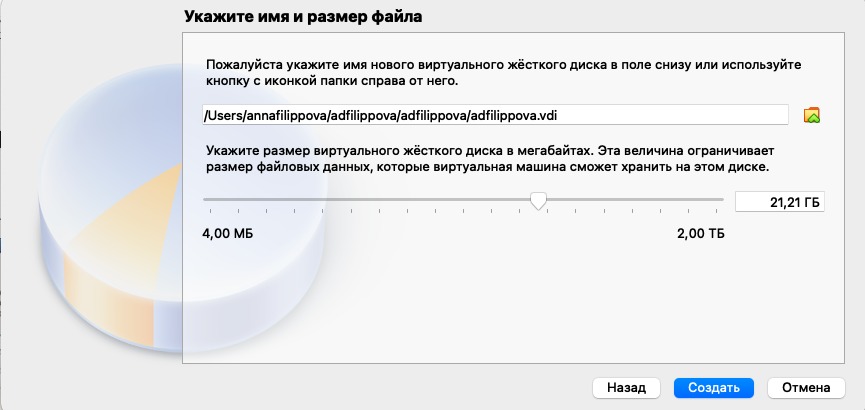 Укажите имя и размер файла
Пожалуйста укажите имя нового виртуального жёсткого диска в поле снизу или используйте
кнопку с иконкой папки справа от него.
/Users/annafilippova/adfilippova/adfilippova/adfilippova.vdi
Укажите размер виртуального жёсткого диска в мегабайтах. Эта величина ограничивает
размер файловых данных, которые виртуальная машина сможет хранить на этом диске.
21,21 ГБ
4,00 МБ 2,00 ТБ
Назад Создать Отмена